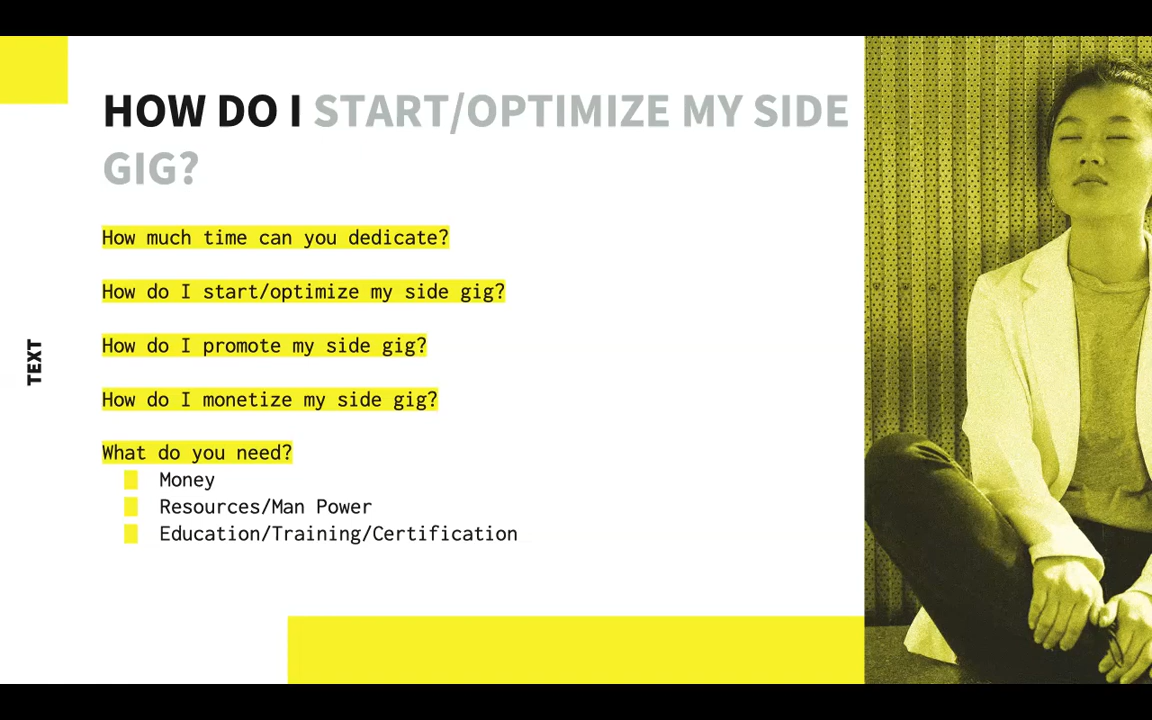 HOW DO I START/OPTIMIZE MY SIDE
GIG?
How much time can you dedicate?
How do I start/optimize my side gig?
How do I promote my side gig?
How do I monetize my side gig?
What do you need?
Money
Resources/Man Power
Education/Training/Certification
TEXT